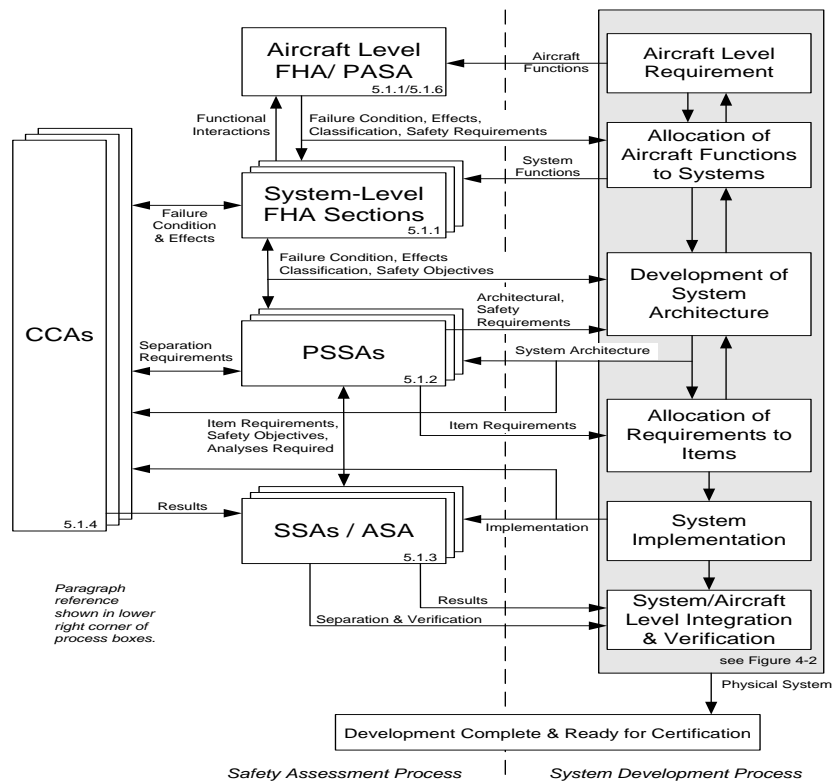 Aircraft Level
FHA/ PASA
5.1.1/5.1.6
Aircraft
Functions
Aircraft Level
Requirement
Functional
Interactions
Failure Condition, Effects,
Classification, Safety Requirements
Allocation of
Aircraft Functions
to Systems
System
Functions
System-Level
FHA Sections
5.1.1
Failure
Condition
& Effects
Failure Condition, Effects
Classification, Safety Objectives
Development of
System
Architecture
CCAs
5.1.4
Separation
Requirements
PSSAs
5.1.2
Architectural,
Safety
Requirements
System Architecture
Item Requirements,
Safety Objectives,
Analyses Required
Item Requirements
Allocation of
Requirements to
Items
Results
SSAs / ASA
5.1.3
Implementation
System
Implementation
Paragraph
reference
shown in lower
right corner of
process boxes.
Results
Separation & Verification
System/Aircraft
Level Integration
& Verification
see Figure 4-2
Physical System
Development Complete & Ready for Certification
Safety Assessment Process
System Development Process